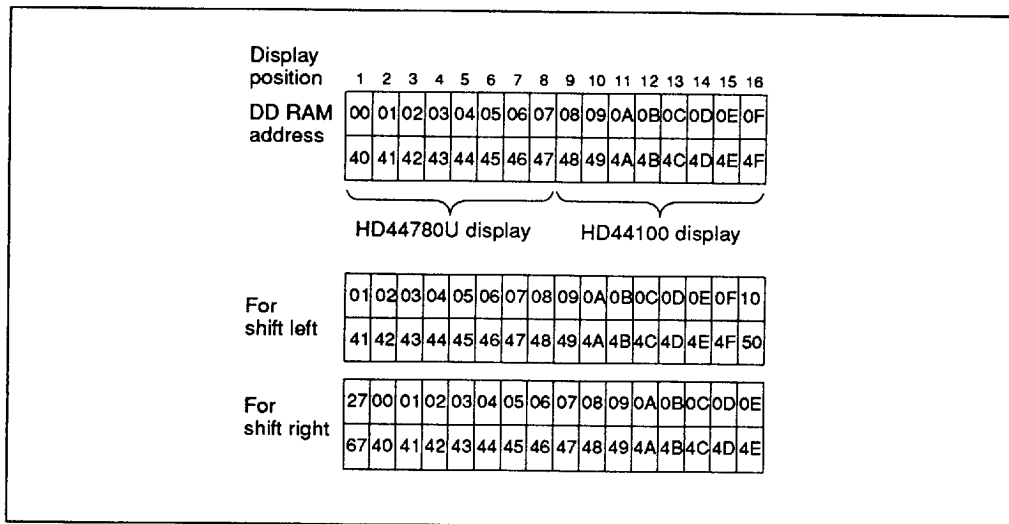 Display
position 1 2 3 4 5 6 7 8 9 10 11 12 13 14 15 16
DD RAM
address
00 01 02 03 04 05 06 07 08 09 0A 0B 0C 0D 0E 0F
40 41 42 43 44 45 46 47 48 49 4A 4B 4C 4D 4E 4F
HD44780U display HD44100 display
For
shift left
01 02 03 04 05 06 07 08 09 0A 0B 0C 0D 0E 0F 10
41 42 43 44 45 46 47 48 49 4A 4B 4C 4D 4E 4F 50
For
shift right
27 00 01 02 03 04 05 06 07 08 09 0A 0B 0C 0D 0E
67 40 41 42 43 44 45 46 47 48 49 4A 4B 4C 4D 4E